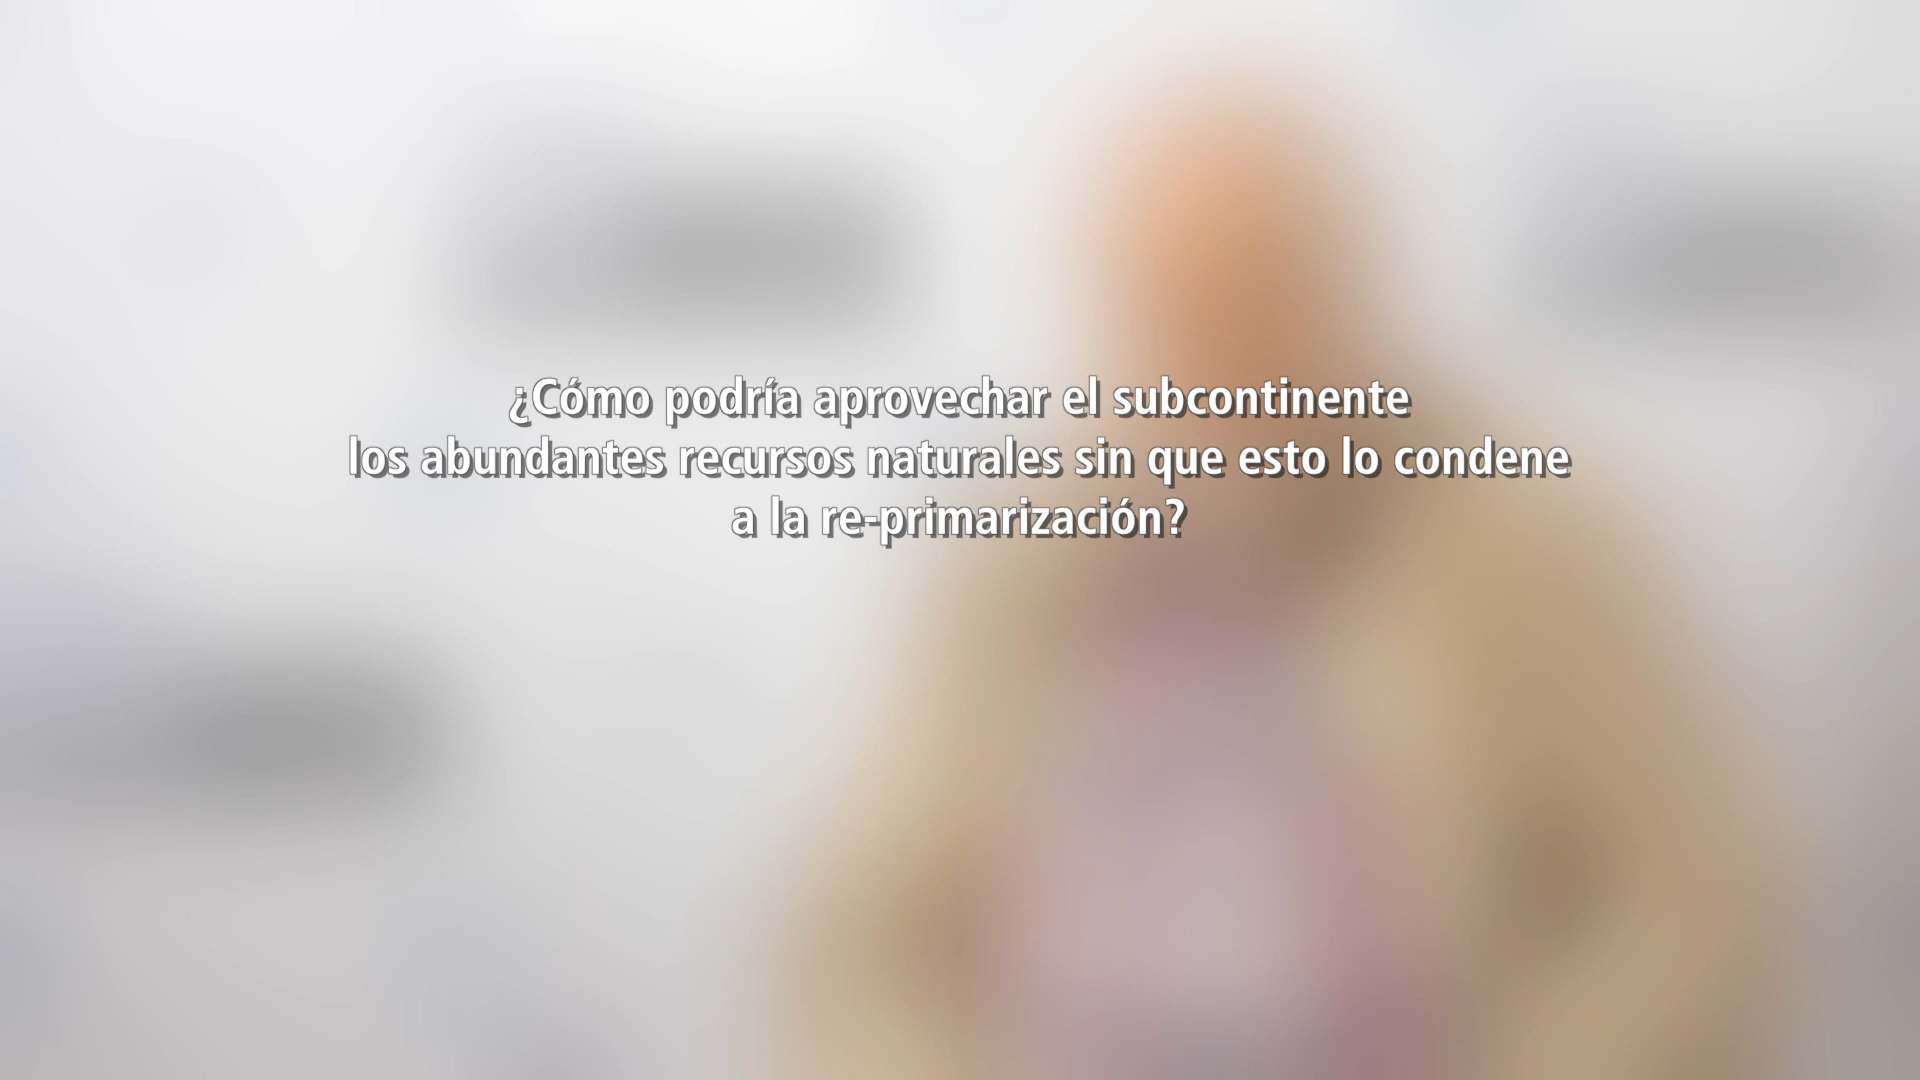 ¿Cómo podría aprovechar el subcontinente
los abundantes recursos naturales sin que esto lo condene
a la re-primarización?